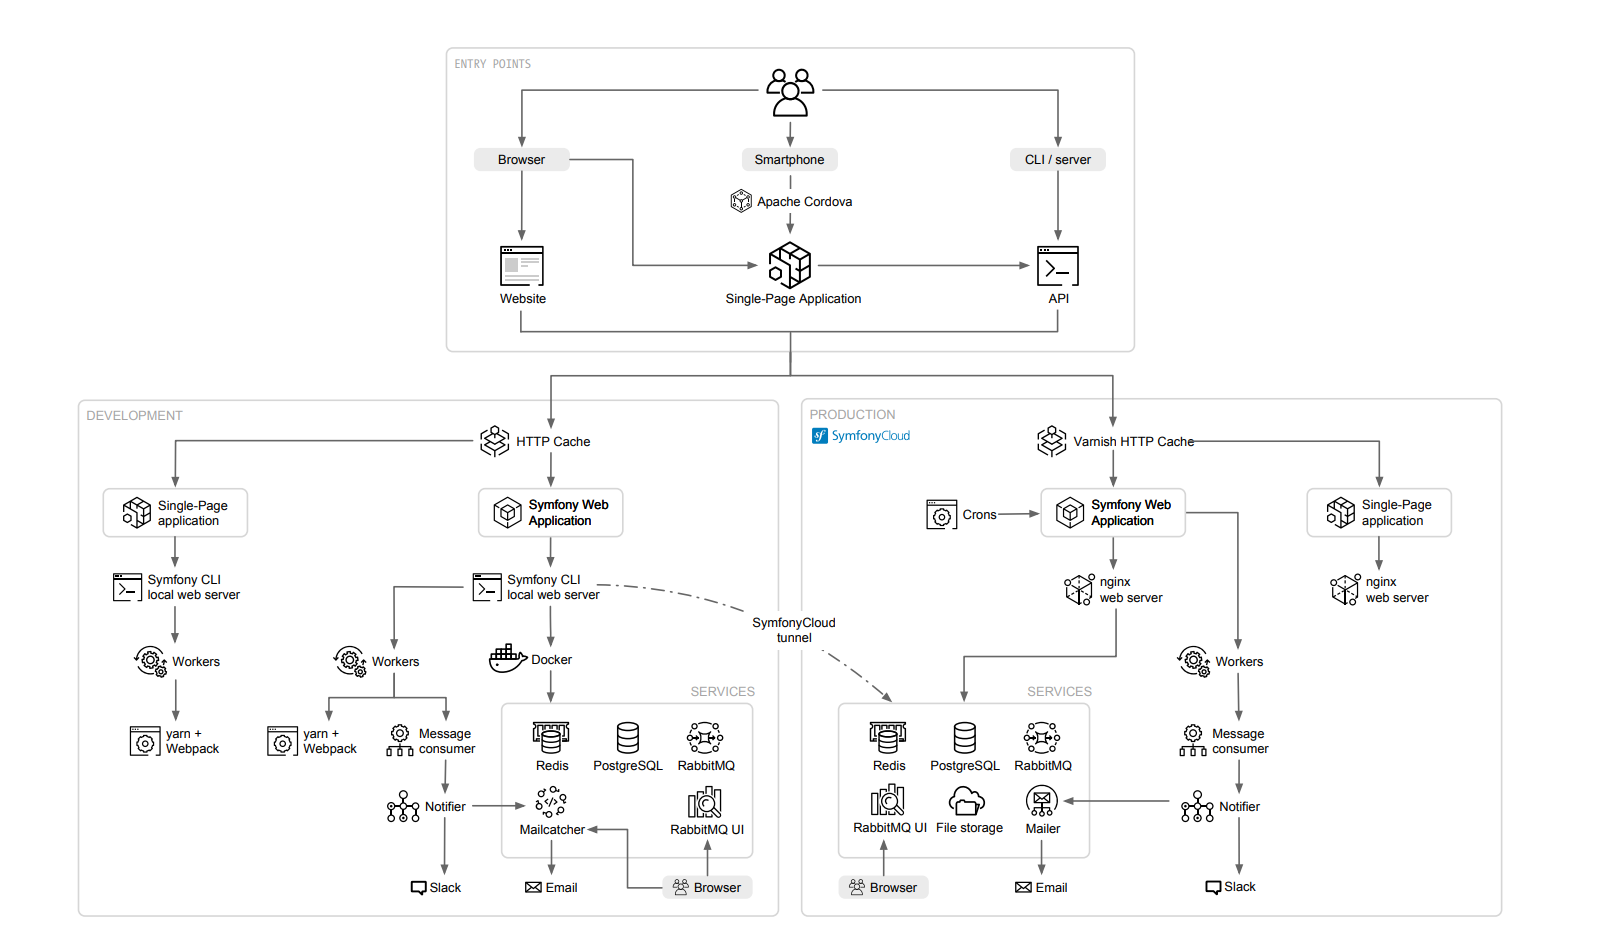 ENTRY POINTS
Browser
Smartphone
CLI / server
Apache Cordova
Website
Single-Page Application
API
DEVELOPMENT
HTTP Cache
Single-Page
application
Symfony Web
Application
Symfony CLI
local web server
Symfony CLI
local web server
Workers
Workers
Docker
yarn +
Webpack
yarn +
Webpack
Message
consumer
Notifier
Slack
SERVICES
Redis
PostgreSQL
RabbitMQ
Mailcatcher
RabbitMQ UI
Email
Browser
SymfonyCloud
tunnel
PRODUCTION
sf SymfonyCloud
Varnish HTTP Cache
Crons
Symfony Web
Application
Single-Page
application
nginx
web server
nginx
web server
Workers
SERVICES
Redis
PostgreSQL
RabbitMQ
RabbitMQ UI
File storage
Mailer
Message
consumer
Notifier
Browser
Email
Slack